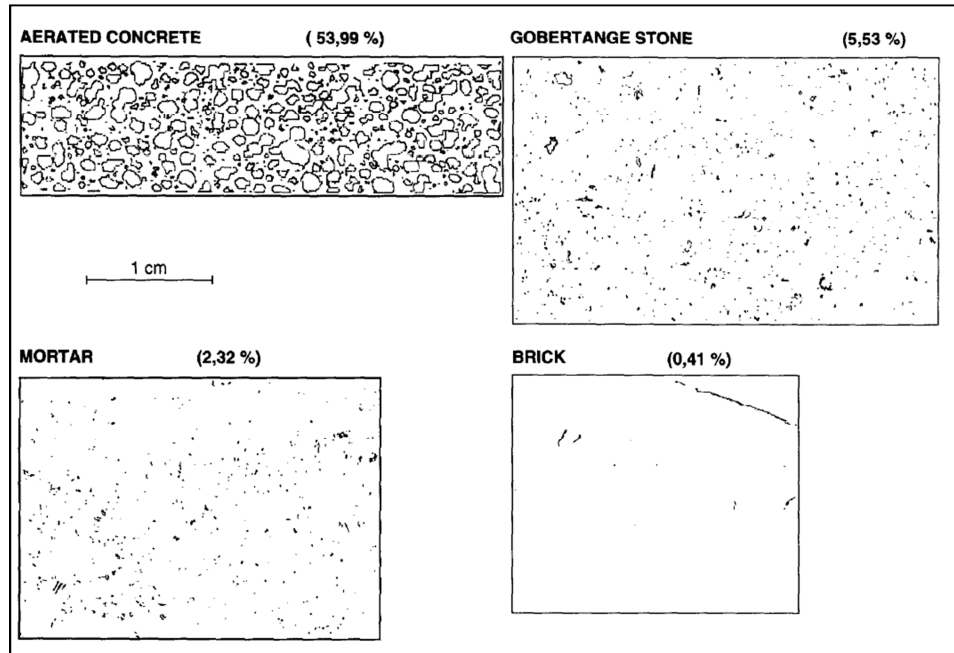 AERATED CONCRETE ( 53,99 %)
GOBERTANGE STONE (5,53 %)
1 cm
MORTAR (2,32 %)
BRICK (0,41 %)